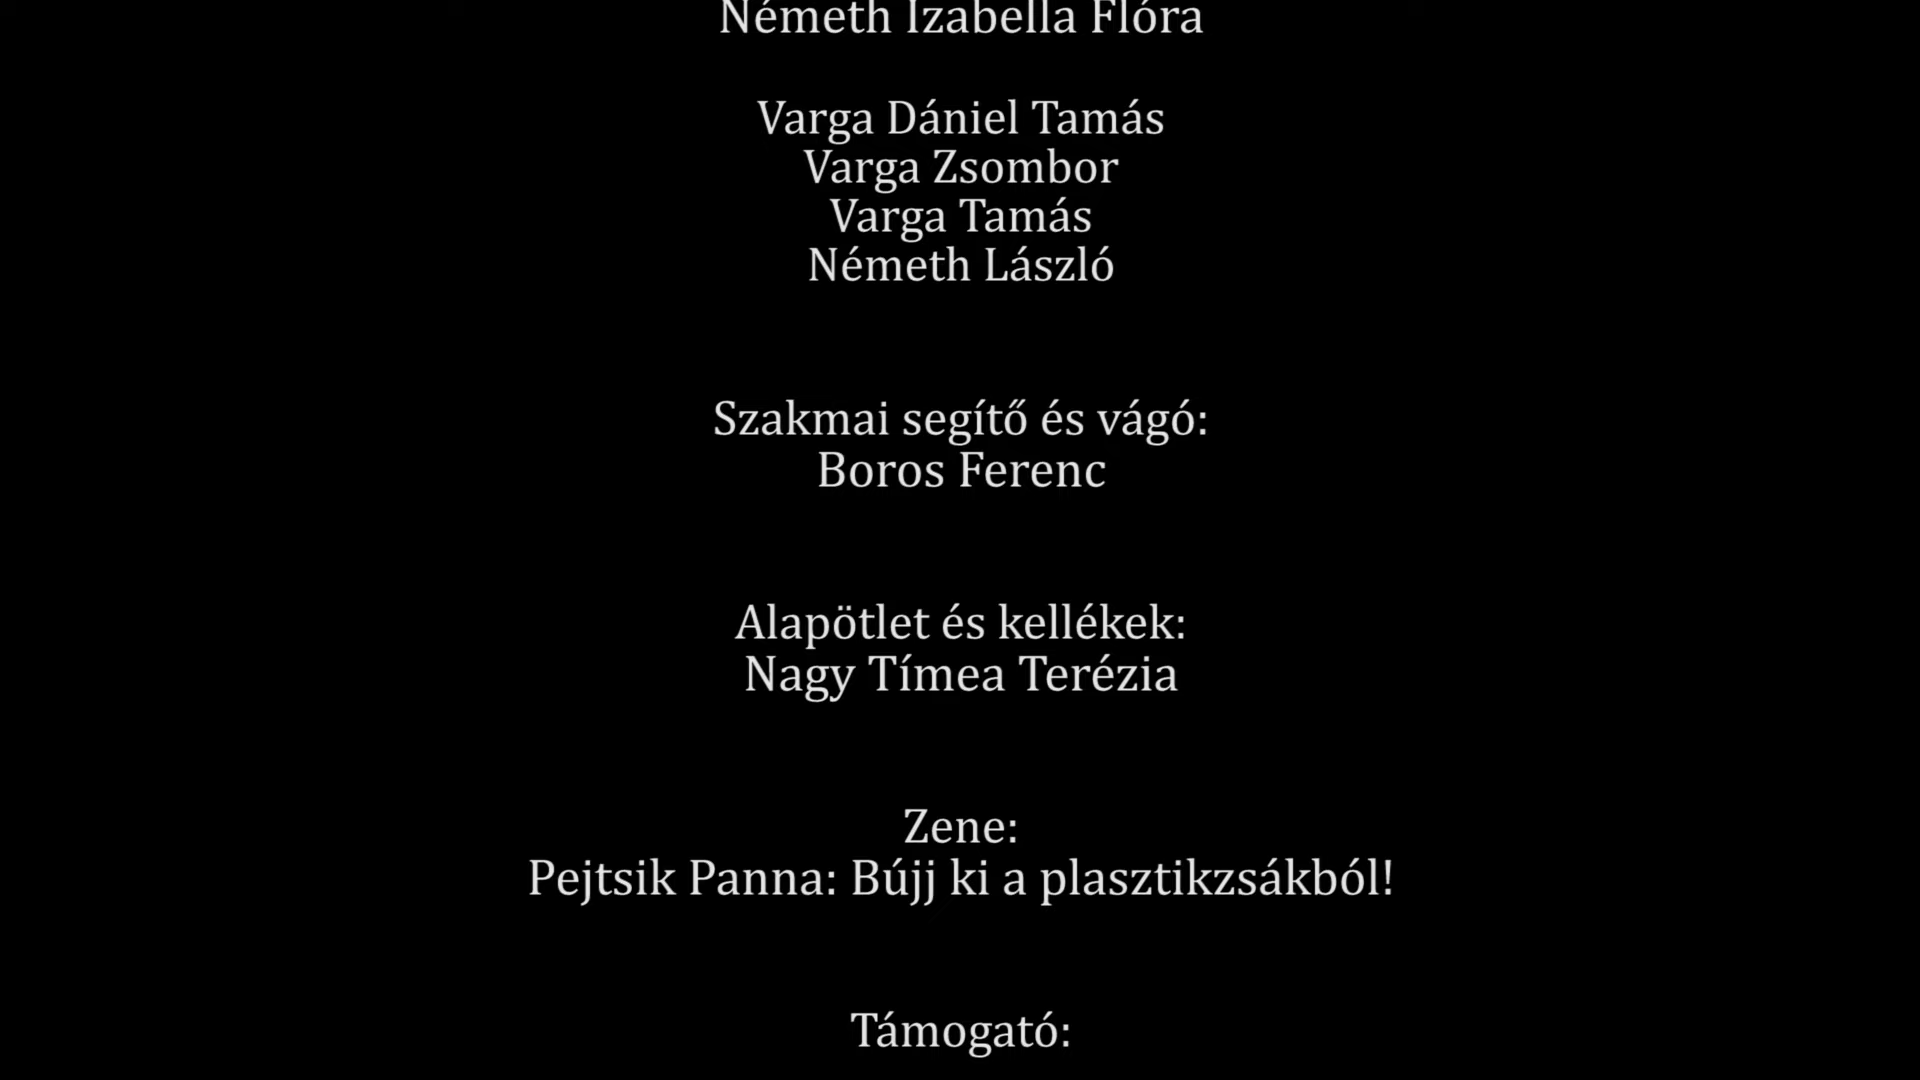 Németh Izabella Flóra
Varga Dániel Tamás
Varga Zsombor
Varga Tamás
Németh László
Szakmai segítő és vágó:
Boros Ferenc
Alapötlet és kellékek:
Nagy Tímea Terézia
Zene:
Pejtsik Panna: Bújj ki a plasztikzsákból!
Támogató: